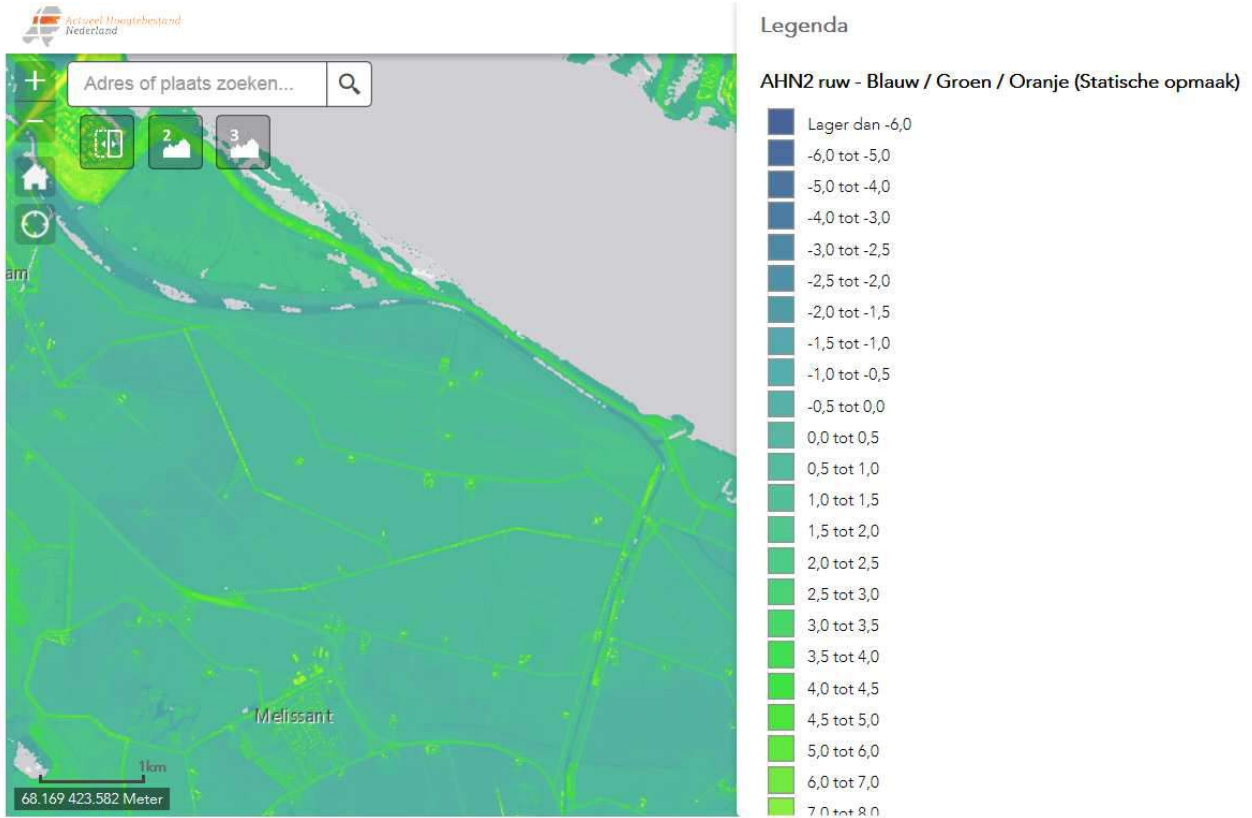 Actueel Hoogtebestand
Nederland
Adres of plaats zoeken...
2
3
am
Melissant
1km
68.169 423.582 Meter
Legenda
AHN2 ruw - Blauw / Groen / Oranje (Statische opmaak)
Lager dan -6,0
-6,0 tot -5,0
-5,0 tot -4,0
-4,0 tot -3,0
-3,0 tot -2,5
-2,5 tot -2,0
-2,0 tot -1,5
-1,5 tot -1,0
-1,0 tot -0,5
-0,5 tot 0,0
0,0 tot 0,5
0,5 tot 1,0
1,0 tot 1,5
1,5 tot 2,0
2,0 tot 2,5
2,5 tot 3,0
3,0 tot 3,5
3,5 tot 4,0
4,0 tot 4,5
4,5 tot 5,0
5,0 tot 6,0
6,0 tot 7,0
7,0 tot 8,0